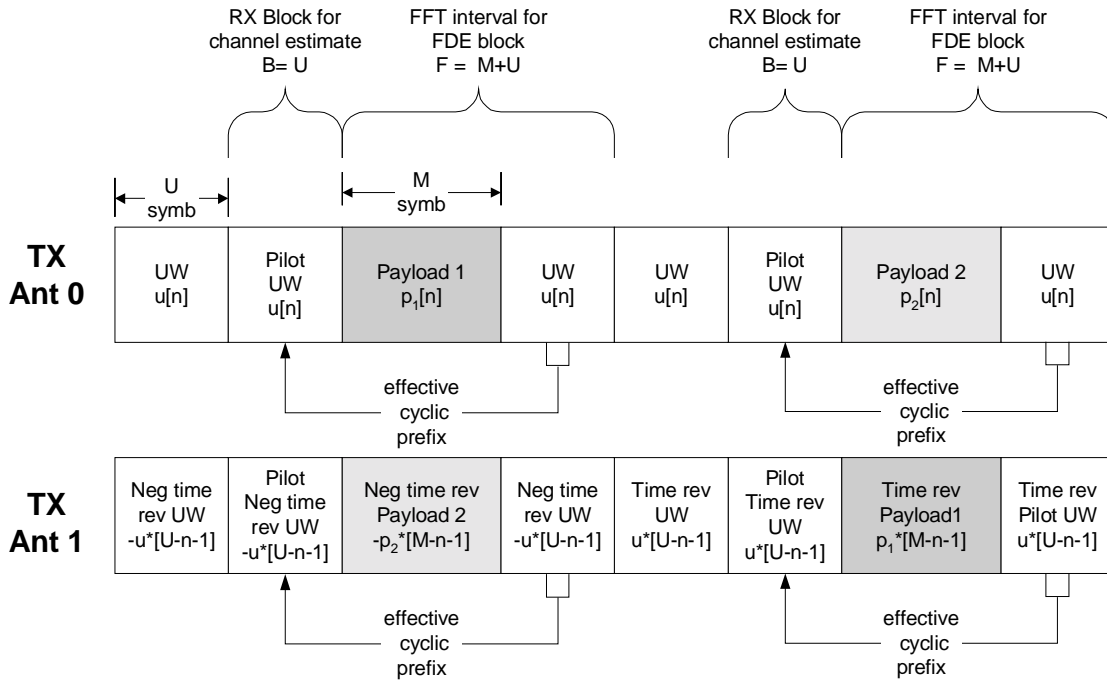 RX Block for
channel estimate
B= U
FFT interval for
FDE block
F = M+U
RX Block for
channel estimate
B= U
FFT interval for
FDE block
F = M+U
U
symb
M
symb
TX
Ant 0
UW
u[n]
Pilot
UW
u[n]
Payload 1
p₁[n]
UW
u[n]
UW
u[n]
Pilot
UW
u[n]
Payload 2
p₂[n]
UW
u[n]
effective
cyclic
prefix
effective
cyclic
prefix
TX
Ant 1
Neg time
rev UW
-u*[U-n-1]
Pilot
Neg time
rev UW
-u*[U-n-1]
Neg time rev
Payload 2
-p₂*[M-n-1]
Neg time
rev UW
-u*[U-n-1]
Time rev
UW
u*[U-n-1]
Pilot
Time rev
UW
u*[U-n-1]
Time rev
Payload1
p₁*[M-n-1]
Time rev
Pilot UW
u*[U-n-1]
effective
cyclic
prefix
effective
cyclic
prefix